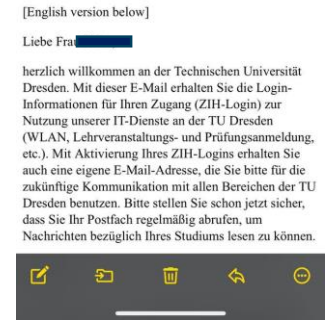 [English version below]
Liebe Frau
herzlich willkommen an der Technischen Universität
Dresden. Mit dieser E-Mail erhalten Sie die Login-
Informationen für Ihren Zugang (ZIH-Login) zur
Nutzung unserer IT-Dienste an der TU Dresden
(WLAN, Lehrveranstaltungs- und Prüfungsanmeldung,
etc.). Mit Aktivierung Ihres ZIH-Logins erhalten Sie
auch eine eigene E-Mail-Adresse, die Sie bitte für die
zukünftige Kommunikation mit allen Bereichen der TU
Dresden benutzen. Bitte stellen Sie schon jetzt sicher,
dass Sie Ihr Postfach regelmäßig abrufen, um
Nachrichten bezüglich Ihres Studiums lesen zu können.